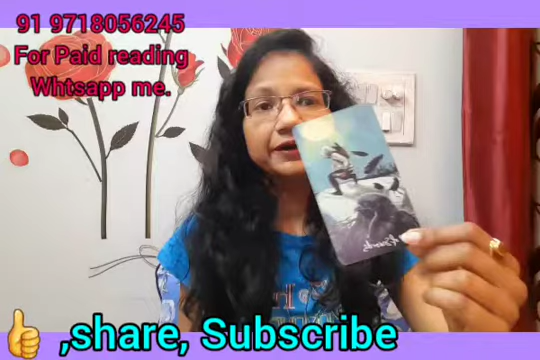 91 9718056245
For Paid reading
Whtsapp me.
👍 ,share, Subscribe